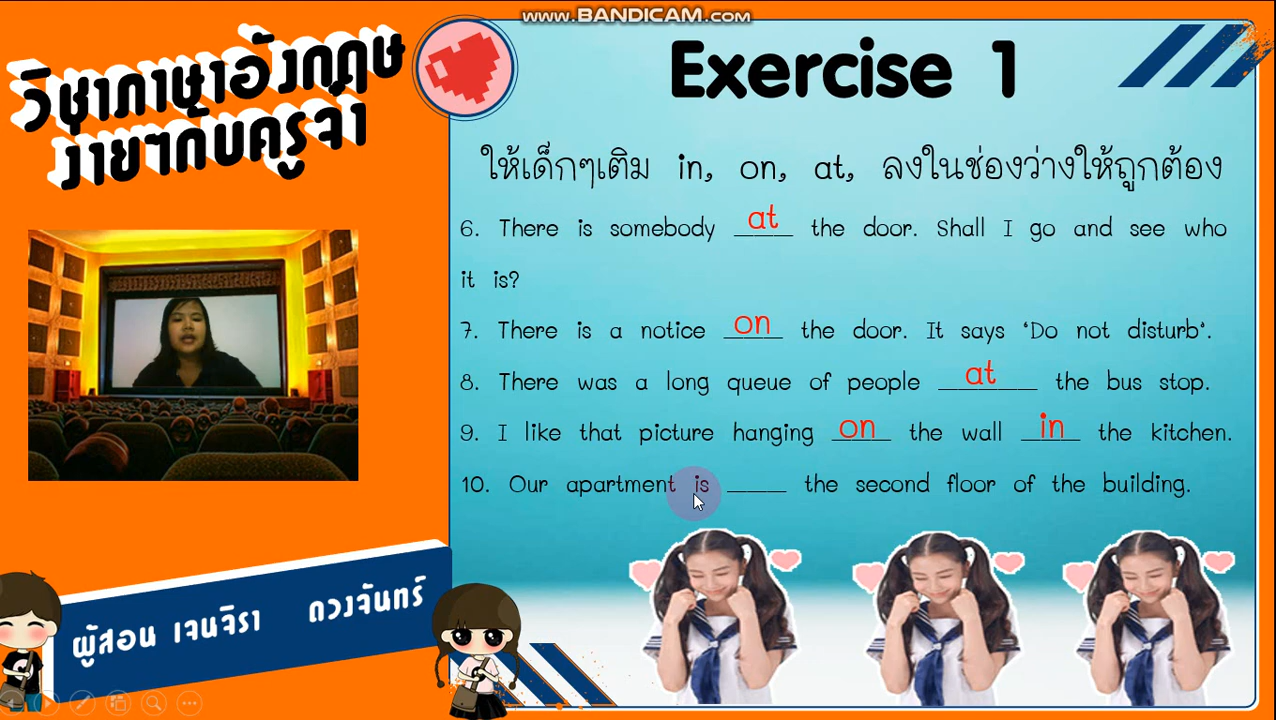 www.BANDICAM.com
วิชาภาษาอังกฤษ
ง่ายๆกับครูจ๋า
Exercise 1
ให้เด็กๆเติม in, on, at, ลงในช่องว่างให้ถูกต้อง
6. There is somebody at the door. Shall I go and see who
it is?
7. There is a notice on the door. It says ‘Do not disturb’.
8. There was a long queue of people at the bus stop.
9. I like that picture hanging on the wall in the kitchen.
10. Our apartment is ____ the second floor of the building.
ผู้สอน เจนจิรา ดวงจันทร์